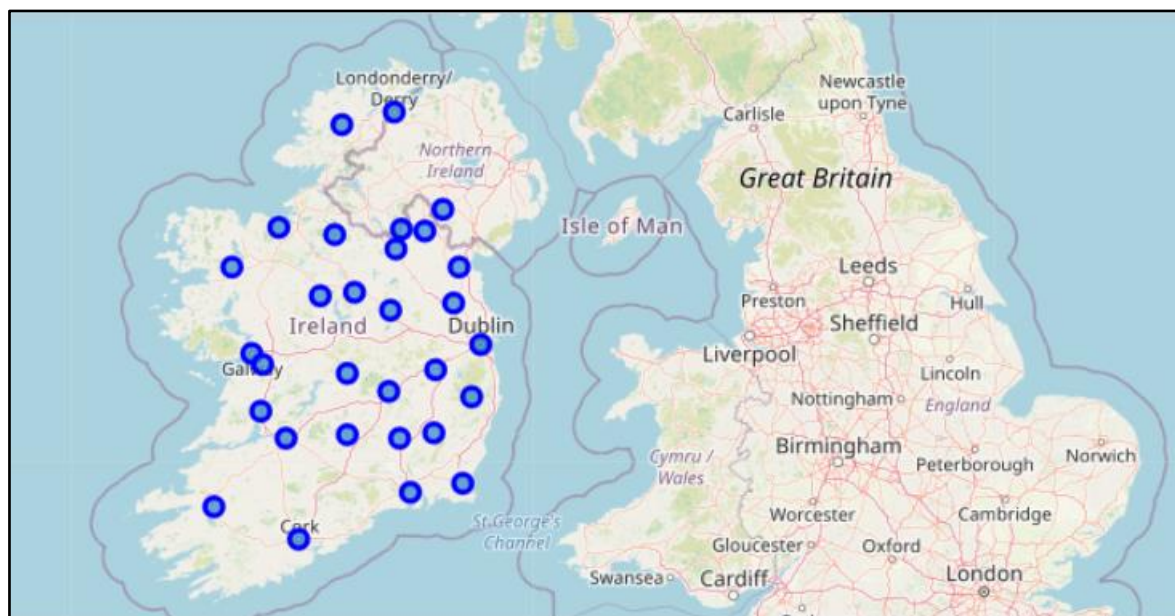 Londonderry/
Derry
Newcastle
upon Tyne
Carlisle
Northern
Ireland
Great Britain
Isle of Man
Leeds
Preston
Hull
Ireland
Dublin
Sheffield
Liverpool
Galway
Lincoln
Nottingham
England
Birmingham
Norwich
Cymru /
Wales
Peterborough
Cork
St George's
Channel
Worcester
Cambridge
Gloucester
Oxford
Swansea
Cardiff
London